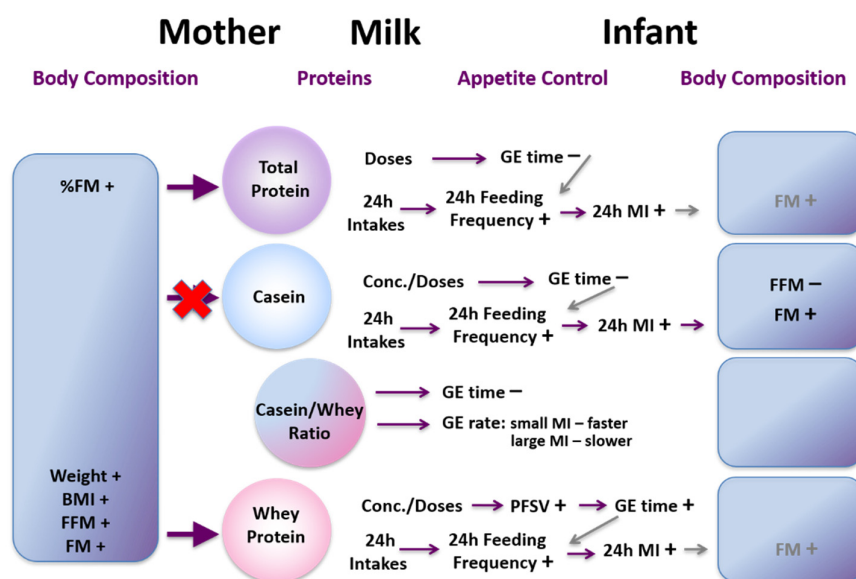 Mother Milk Infant
Body Composition Proteins Appetite Control Body Composition
%FM +
Total
Protein
Doses GE time −
24h
Intakes
24h Feeding
Frequency +
24h MI +
FM +
Casein
Conc./Doses GE time −
24h
Intakes
24h Feeding
Frequency +
24h MI +
FFM −
FM +
Casein/Whey
Ratio
GE time −
GE rate: small MI – faster
large MI – slower
Weight +
BMI +
FFM +
FM +
Whey
Protein
Conc./Doses PFSV + GE time +
24h
Intakes
24h Feeding
Frequency +
24h MI +
FM +